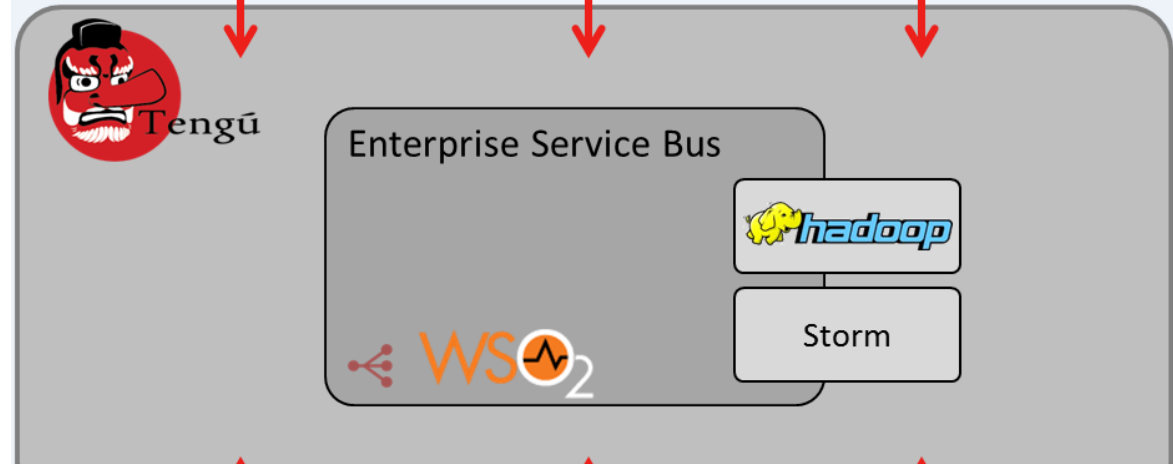 Tengú
Enterprise Service Bus
hadoop
Storm
WSO2